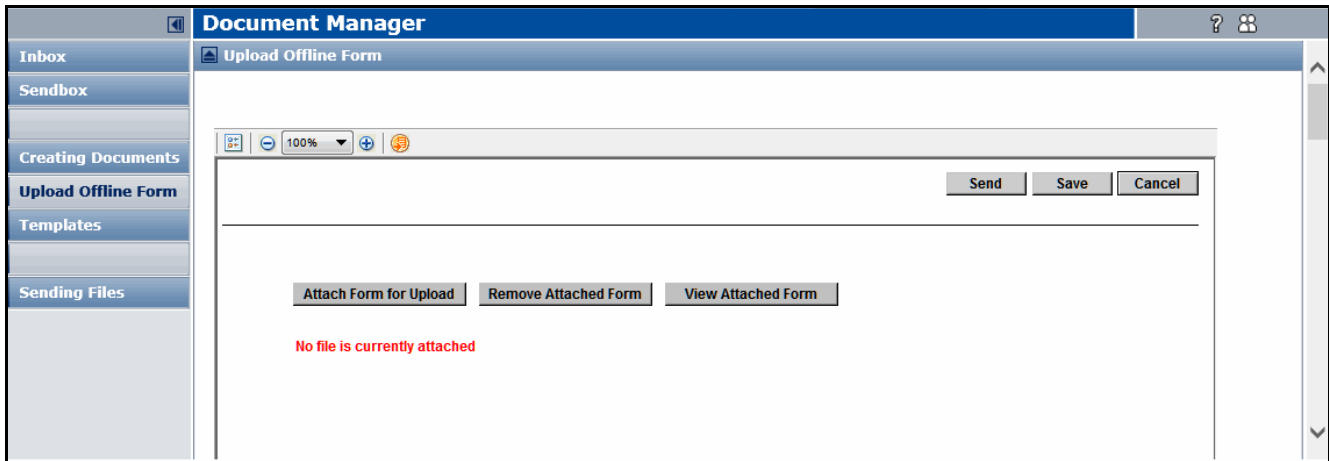 Document Manager
?
Inbox
Upload Offline Form
Sendbox
100%
Creating Documents
Send Save Cancel
Upload Offline Form
Templates
Sending Files
Attach Form for Upload Remove Attached Form View Attached Form
No file is currently attached